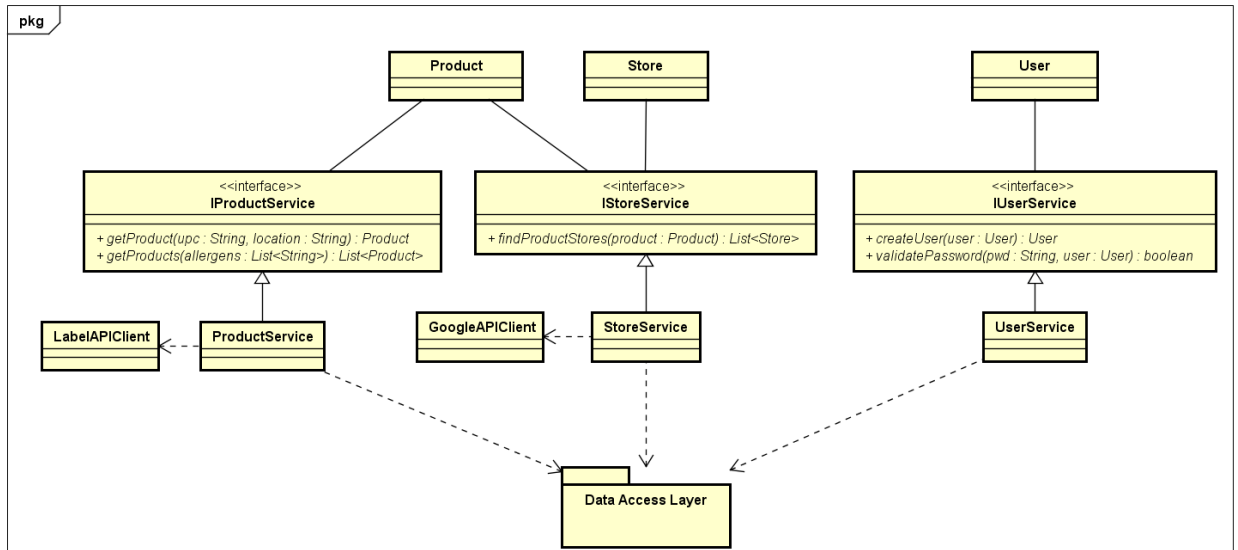 pkg
Product
Store
User
<<interface>>
IProductService
+ getProduct(upc : String, location : String) : Product
+ getProducts(allergens : List<String>) : List<Product>
<<interface>>
IStoreService
+ findProductStores(product : Product) : List<Store>
<<interface>>
IUserService
+ createUser(user : User) : User
+ validatePassword(pwd : String, user : User) : boolean
LabelAPIClient
ProductService
GoogleAPIClient
StoreService
UserService
Data Access Layer